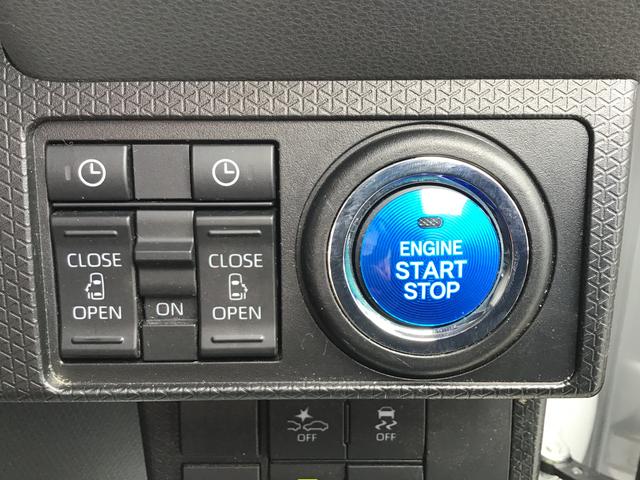 CLOSE
OPEN
ON
CLOSE
OPEN
ENGINE
START
STOP
OFF
OFF